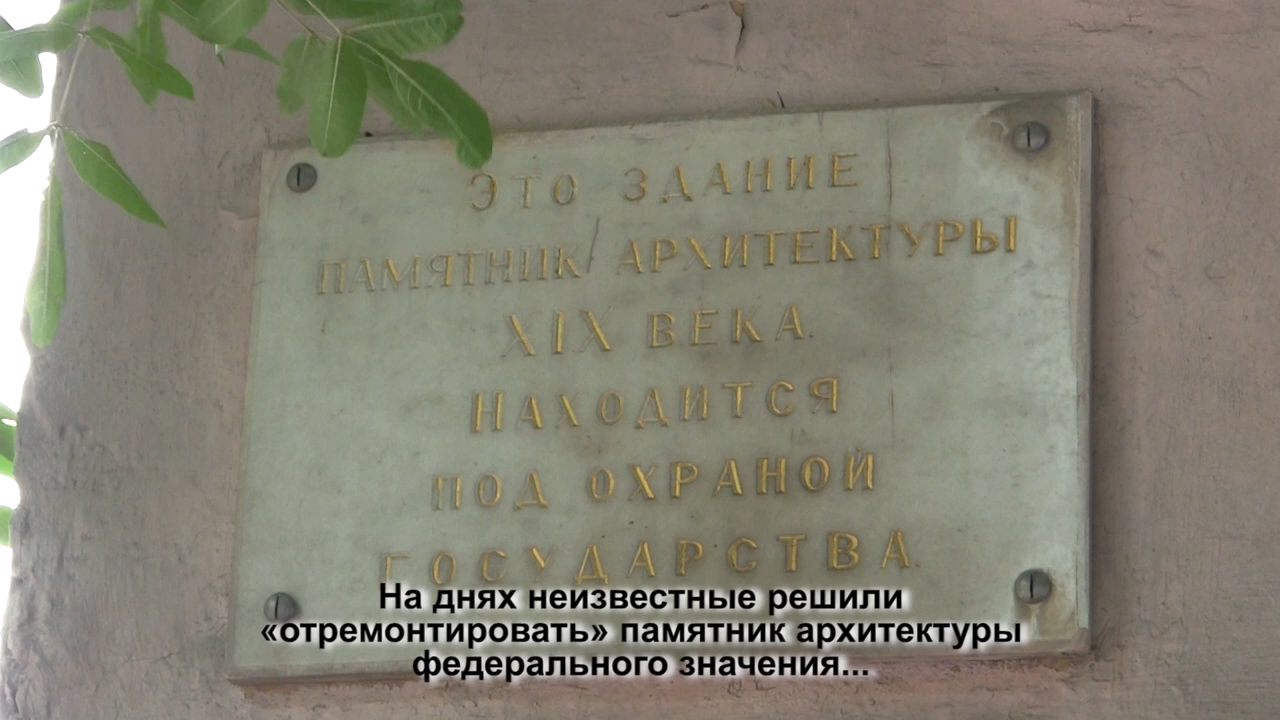 ЭТО ЗДАНИЕ
ПАМЯТНИК АРХИТЕКТУРЫ
XIX ВЕКА.
НАХОДИТСЯ
ПОД ОХРАНОЙ
ГОСУДАРСТВА.
На днях неизвестные решили
«отремонтировать» памятник архитектуры
федерального значения...